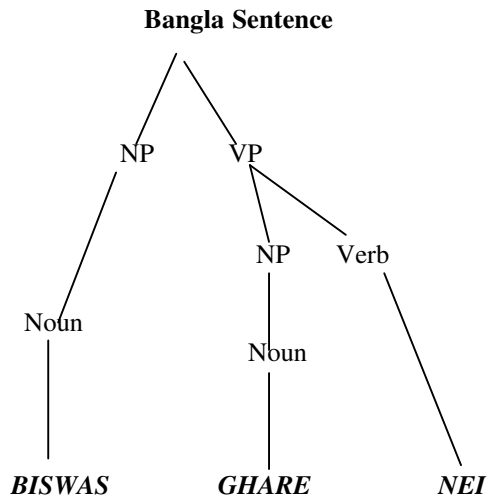 Bangla Sentence
NP VP
NP Verb
Noun
Noun
BISWAS GHARE NEI